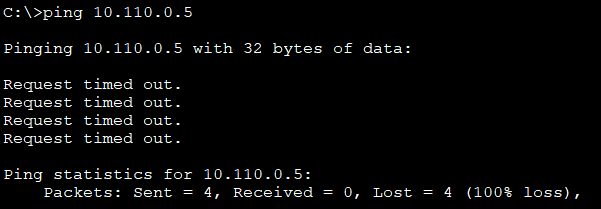 C:\>ping 10.110.0.5
Pinging 10.110.0.5 with 32 bytes of data:
Request timed out.
Request timed out.
Request timed out.
Request timed out.
Ping statistics for 10.110.0.5:
    Packets: Sent = 4, Received = 0, Lost = 4 (100% loss),